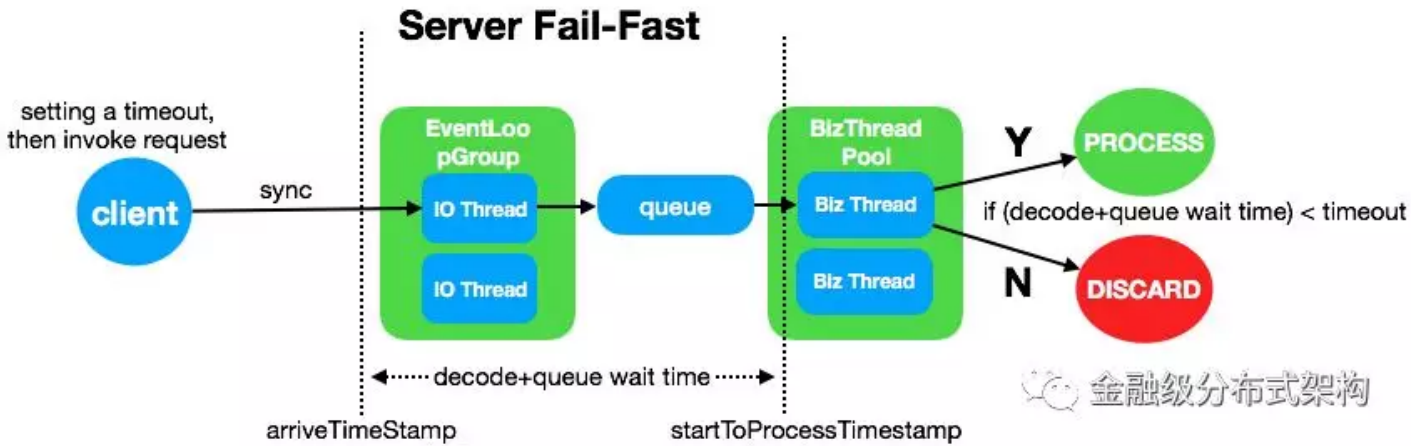 Server Fail-Fast
setting a timeout,
then invoke request
client
sync
EventLoo
pGroup
IO Thread
IO Thread
queue
BizThread
Pool
Biz Thread
Biz Thread
Y
PROCESS
if (decode+queue wait time) < timeout
N
DISCARD
decode+queue wait time
arriveTimeStamp
startToProcessTimestamp
金融级分布式架构